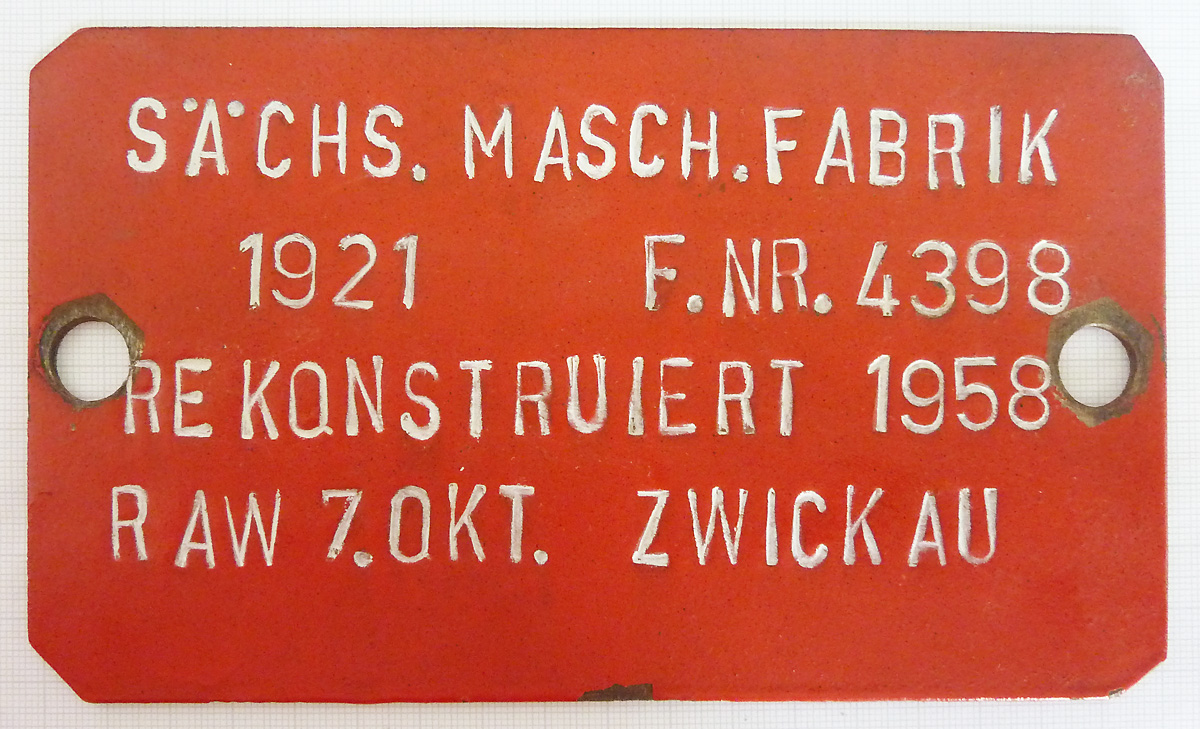 SÄCHS. MASCH. FABRIK
1921 F. NR. 4398
REKONSTRUIERT 1958
RAW 7. OKT. ZWICKAU